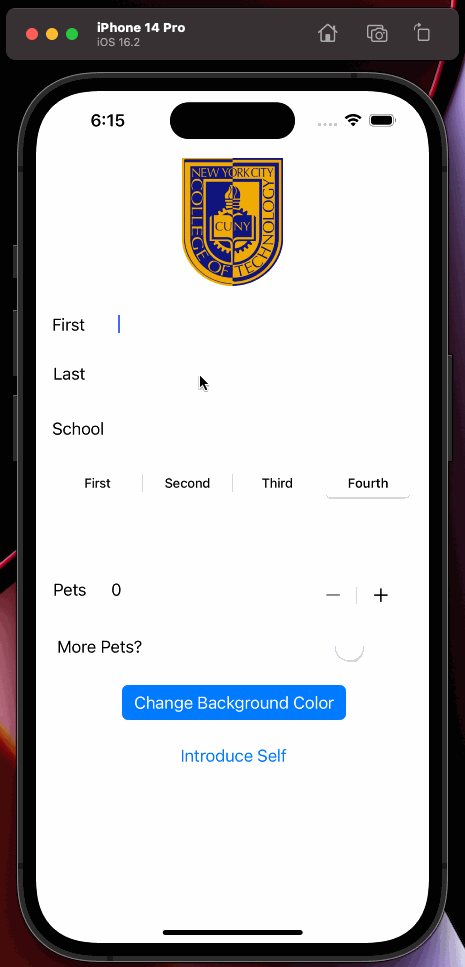 iPhone 14 Pro
iOS 16.2
6:15
NEW YORK CITY
COLLEGE OF TECHNOLOGY
CUNY
First
Last
School
First Second Third Fourth
Pets 0
More Pets?
Change Background Color
Introduce Self